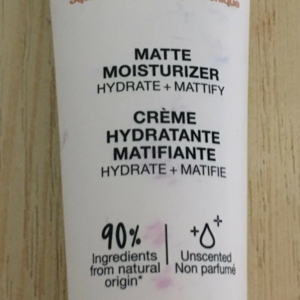 MATTE
MOISTURIZER
HYDRATE + MATTIFY
CRÈME
HYDRATANTE
MATIFIANTE
HYDRATE + MATIFIE
90%
Ingredients
from natural
origin*
Unscented
Non parfumé